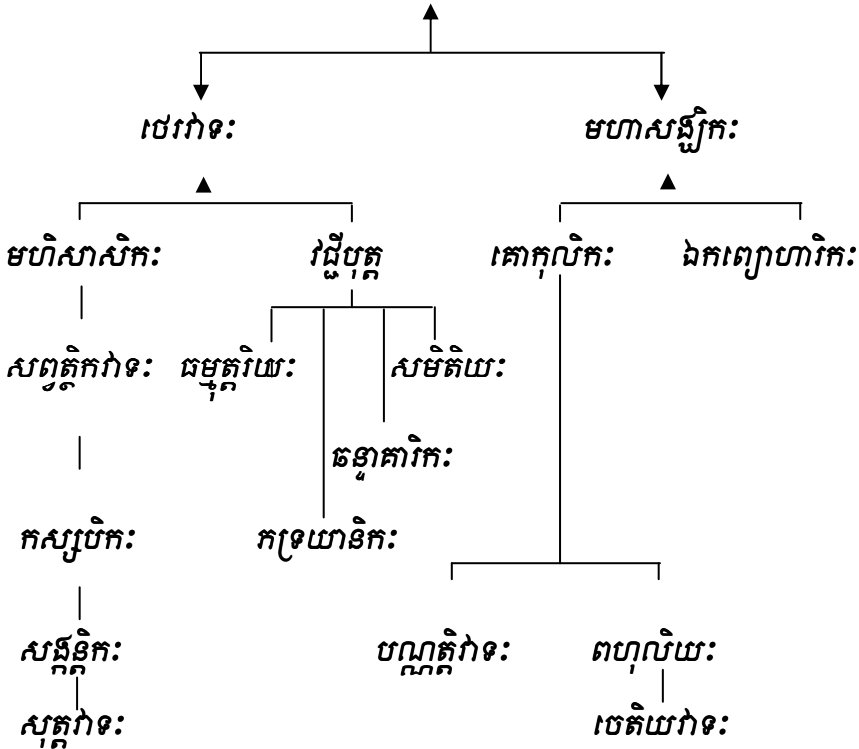 ថេរវាទៈ មហាសង្ឃិកៈ
មហិសាសិកៈ វជ្ជីបុត្ត គោកុលិកៈ ឯកព្យោហារិកៈ
សព្វត្ថិកវាទៈ ធម្មុត្តរិយៈ សមិតិយៈ
ឆន្ទាគារិកៈ
កស្សបិកៈ ភទ្រយានិកៈ
សង្កន្តិកៈ បណ្ណត្តិវាទៈ ពហុលិយៈ
សុត្តវាទៈ ចេតិយវាទៈ